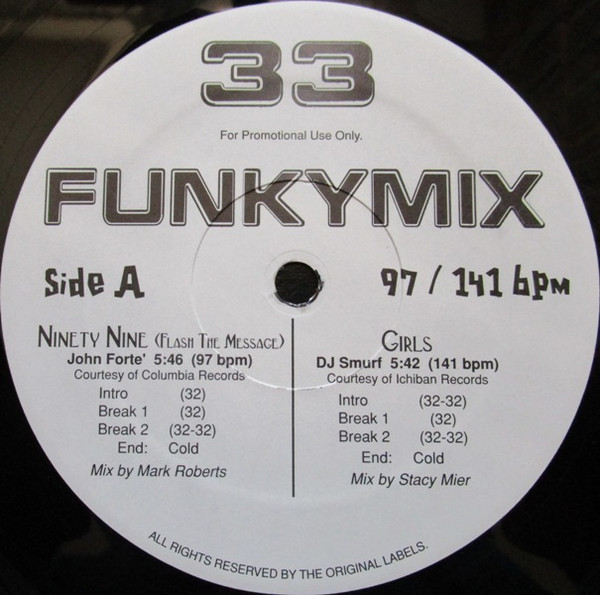 33
For Promotional Use Only.
FUNKYMIX
Side A
97 / 141 bpm
NINETY NINE (FLASH THE MESSAGE)
John Forte' 5:46 (97 bpm)
Courtesy of Columbia Records
Intro (32)
Break 1 (32)
Break 2 (32-32)
End: Cold
Mix by Mark Roberts
GIRLS
DJ Smurf 5:42 (141 bpm)
Courtesy of Ichiban Records
Intro (32-32)
Break 1 (32)
Break 2 (32-32)
End: Cold
Mix by Stacy Mier
ALL RIGHTS RESERVED BY THE ORIGINAL LABELS.